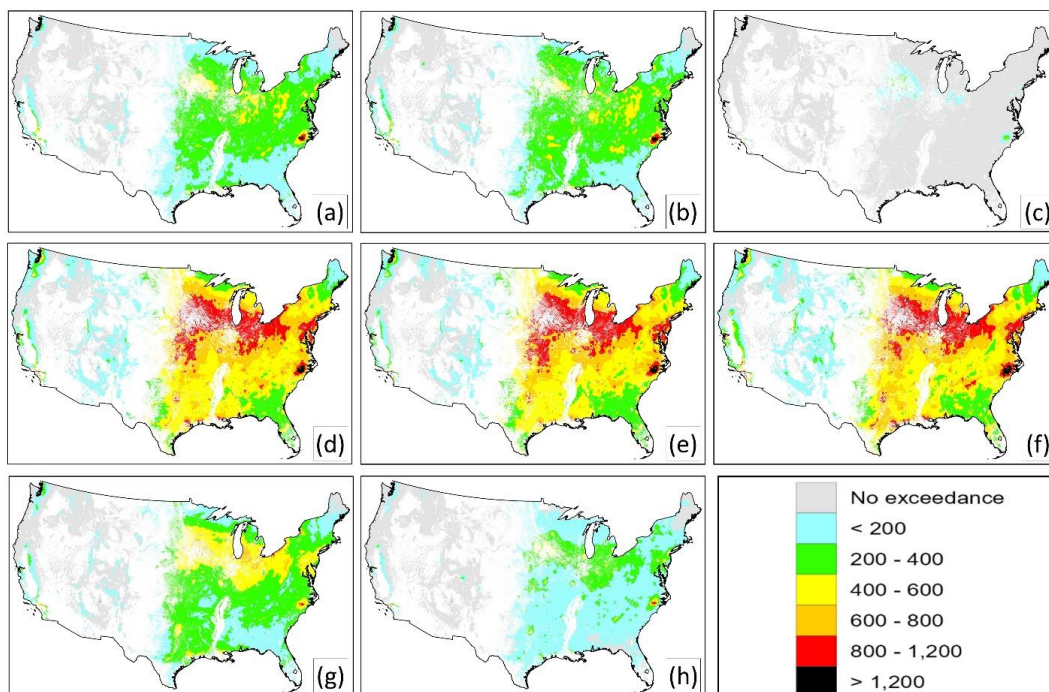 (a)
(b)
(c)
(d)
(e)
(f)
(g)
(h)
No exceedance
< 200
200 - 400
400 - 600
600 - 800
800 - 1,200
> 1,200